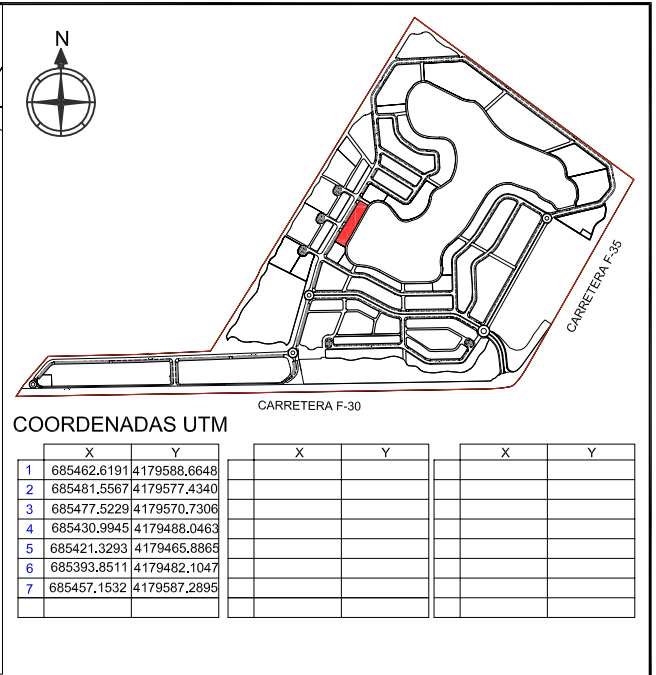 N
CARRETERA F-35
CARRETERA F-30
COORDENADAS UTM
X Y X Y X Y
1 685462.6191 4179588.6648
2 685481.5567 4179577.4340
3 685477.5229 4179570.7306
4 685430.9945 4179488.0463
5 685421.3293 4179465.8865
6 685393.8511 4179482.1047
7 685457.1532 4179587.2895